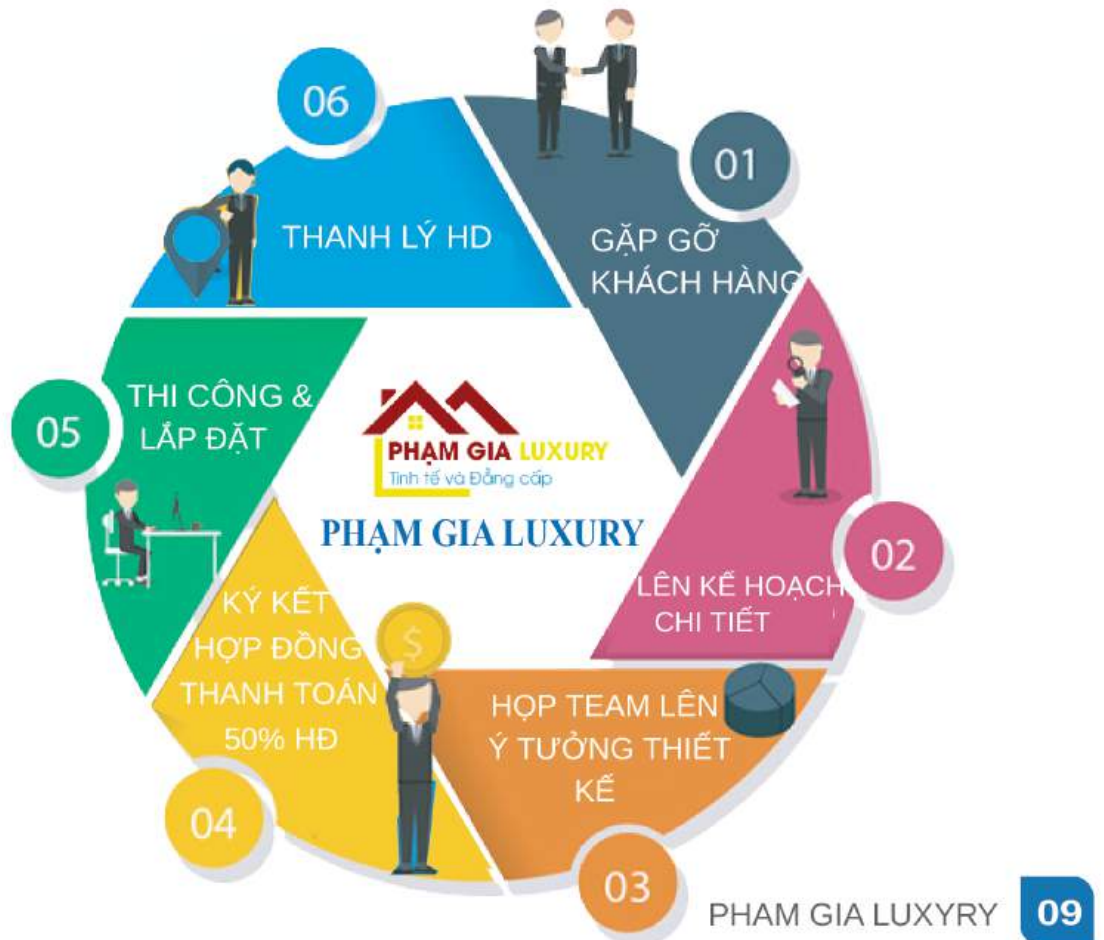 01
GẶP GỠ
KHÁCH HÀNG
02
LÊN KẾ HOẠCH
CHI TIẾT
03
HỌP TEAM LÊN
Ý TƯỞNG THIẾT
KẾ
04
KÝ KẾT
HỢP ĐỒNG
THANH TOÁN
50% HĐ
$
05
THI CÔNG &
LẮP ĐẶT
06
THANH LÝ HD
PHẠM GIA LUXURY
Tinh tế và Đẳng cấp
PHẠM GIA LUXURY
PHAM GIA LUXYRY 09